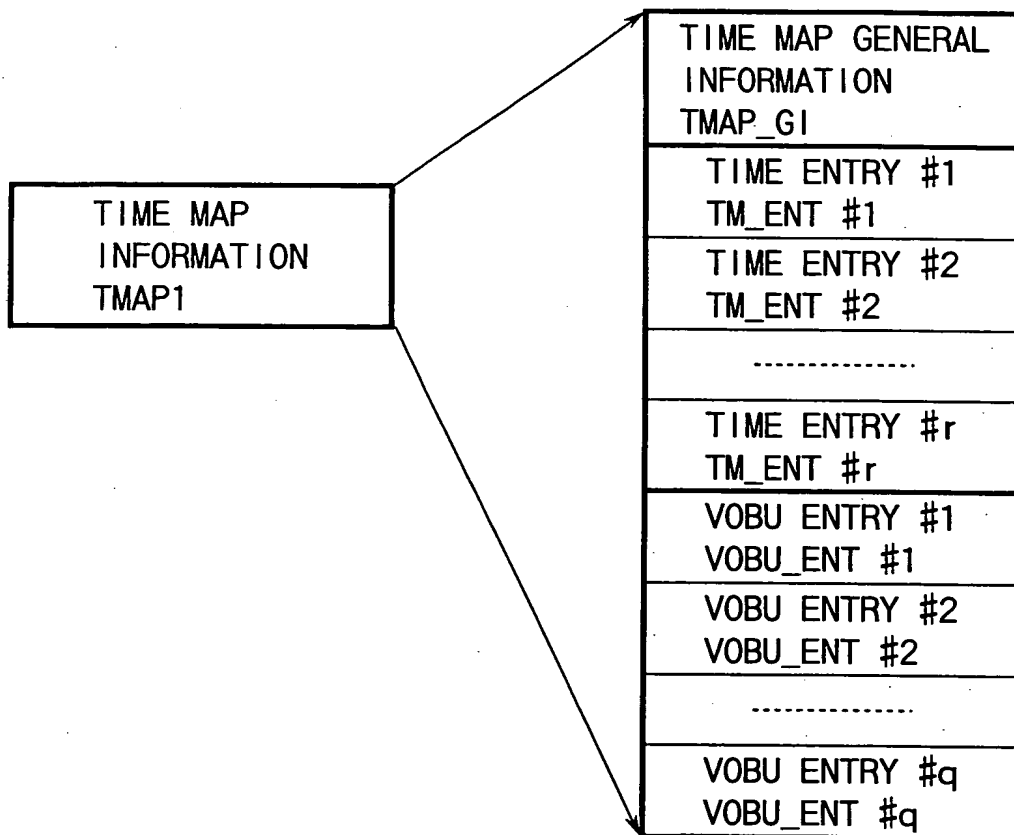 TIME MAP
INFORMATION
TMAP1
TIME MAP GENERAL
INFORMATION
TMAP_GI
TIME ENTRY #1
TM_ENT #1
TIME ENTRY #2
TM_ENT #2
TIME ENTRY #r
TM_ENT #r
VOBU ENTRY #1
VOBU_ENT #1
VOBU ENTRY #2
VOBU_ENT #2
VOBU ENTRY #q
VOBU_ENT #q